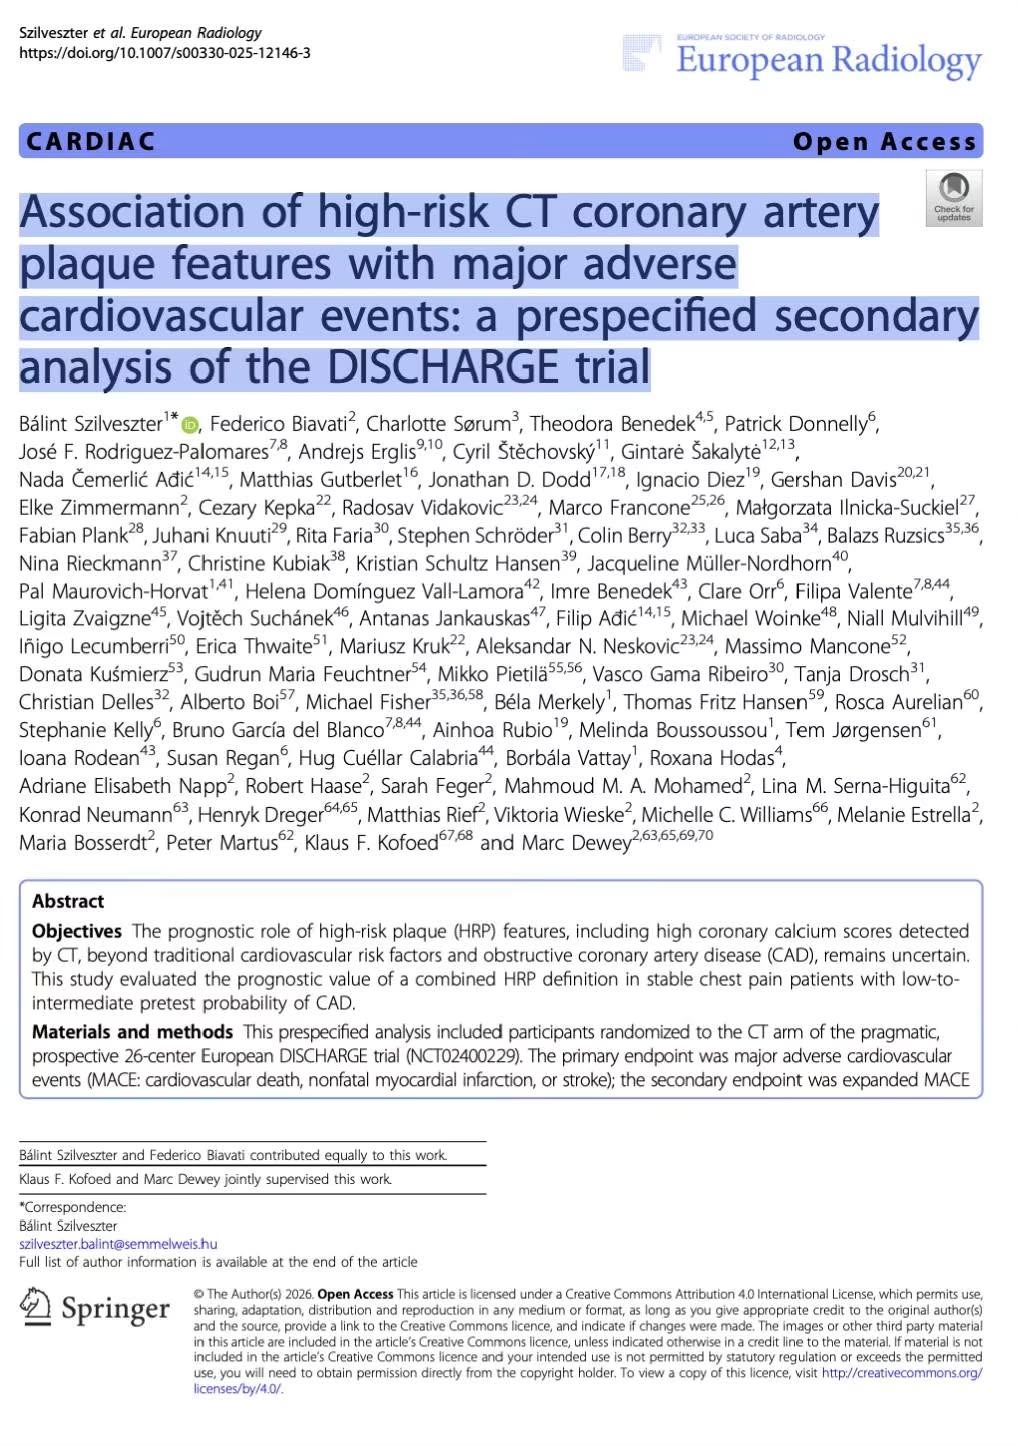 Szilveszter et al. European Radiology
https://doi.org/10.1007/s00330-025-12146-3
EUROPEAN SOCIETY OF RADIOLOGY
European Radiology
CARDIAC Open Access
Check for updates
Association of high-risk CT coronary artery
plaque features with major adverse
cardiovascular events: a prespecified secondary
analysis of the DISCHARGE trial
Bálint Szilveszter1* iD, Federico Biavati2, Charlotte Sørum3, Theodora Benedek4,5, Patrick Donnelly6,
José F. Rodriguez-Palomares7,8, Andrejs Erglis9,10, Cyril Štěchovský11, Gintarė Šakalytė12,13,
Nada Čemerlić Ađić14,15, Matthias Gutberlet16, Jonathan D. Dodd17,18, Ignacio Diez19, Gershan Davis20,21,
Elke Zimmermann2, Cezary Kepka22, Radosav Vidakovic23,24, Marco Francone25,26, Małgorzata Ilnicka-Suckiel27,
Fabian Plank28, Juhani Knuuti29, Rita Faria30, Stephen Schröder31, Colin Berry32,33, Luca Saba34, Balazs Ruzsics35,36,
Nina Rieckmann37, Christine Kubiak38, Kristian Schultz Hansen39, Jacqueline Müller-Nordhorn40,
Pal Maurovich-Horvat1,41, Helena Domínguez Vall-Lamora42, Imre Benedek43, Clare Orr6, Filipa Valente7,8,44
Ligita Zvaigzne45, Vojtěch Suchánek46, Antanas Jankauskas47, Filip Ađić14,15, Michael Woinke48, Niall Mulvihill49,
Iñigo Lecumberri50, Erica Thwaite51, Mariusz Kruk22, Aleksandar N. Neskovic23,24, Massimo Mancone52,
Donata Kuśmierz53, Gudrun Maria Feuchtner54, Mikko Pietilä55,56, Vasco Gama Ribeiro30, Tanja Drosch31,
Christian Delles32, Alberto Boi57, Michael Fisher35,36,58, Béla Merkely1, Thomas Fritz Hansen59, Rosca Aurelian60,
Stephanie Kelly6, Bruno García del Blanco7,8,44, Ainhoa Rubio19, Melinda Boussoussou1, Tem Jørgensen61,
Ioana Rodean43, Susan Regan6, Hug Cuéllar Calabria44, Borbála Vattay1, Roxana Hodas4,
Adriane Elisabeth Napp2, Robert Haase2, Sarah Feger2, Mahmoud M. A. Mohamed2, Lina M. Serna-Higuita62,
Konrad Neumann63, Henryk Dreger64,65, Matthias Rief2, Viktoria Wieske2, Michelle C. Williams66, Melanie Estrella2,
Maria Bosserdt2, Peter Martus62, Klaus F. Kofoed67,68 and Marc Dewey2,63,65,69,70
Abstract
Objectives The prognostic role of high-risk plaque (HRP) features, including high coronary calcium scores detected
by CT, beyond traditional cardiovascular risk factors and obstructive coronary artery disease (CAD), remains uncertain.
This study evaluated the prognostic value of a combined HRP definition in stable chest pain patients with low-to-
intermediate pretest probability of CAD.
Materials and methods This prespecified analysis included participants randomized to the CT arm of the pragmatic,
prospective 26-center European DISCHARGE trial (NCT02400229). The primary endpoint was major adverse cardiovascular
events (MACE: cardiovascular death, nonfatal myocardial infarction, or stroke); the secondary endpoint was expanded MACE
Bálint Szilveszter and Federico Biavati contributed equally to this work.
Klaus F. Kofoed and Marc Dewey jointly supervised this work.
*Correspondence:
Bálint Szilveszter
szilveszter.balint@semmelweis.hu
Full list of author information is available at the end of the article
Springer
© The Author(s) 2026. Open Access This article is licensed under a Creative Commons Attribution 4.0 International License, which permits use,
sharing, adaptation, distribution and reproduction in any medium or format, as long as you give appropriate credit to the original author(s)
and the source, provide a link to the Creative Commons licence, and indicate if changes were made. The images or other third party material
in this article are included in the article's Creative Commons licence, unless indicated otherwise in a credit line to the material. If material is not
included in the article's Creative Commons licence and your intended use is not permitted by statutory regulation or exceeds the permitted
use, you will need to obtain permission directly from the copyright holder. To view a copy of this licence, visit http://creativecommons.org/
licenses/by/4.0/.